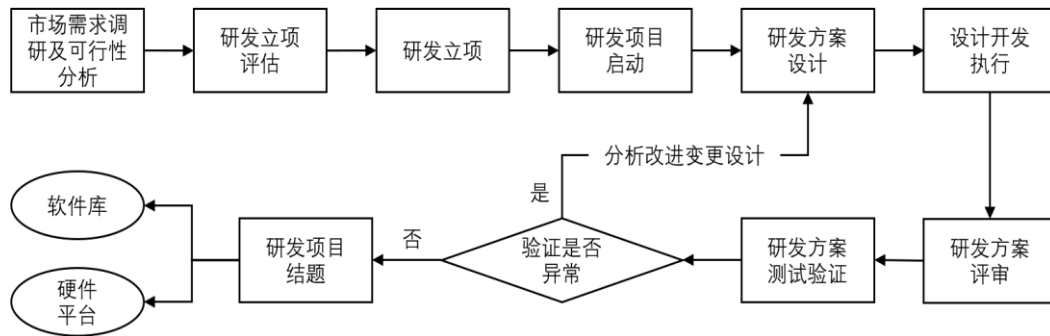 市场需求调
研及可行性
分析
研发立项
评估
研发立项
研发项目
启动
研发方案
设计
设计开发
执行
分析改进变更设计
是
软件库
硬件
平台
研发项目
结题
否
验证是否
异常
研发方案
测试验证
研发方案
评审